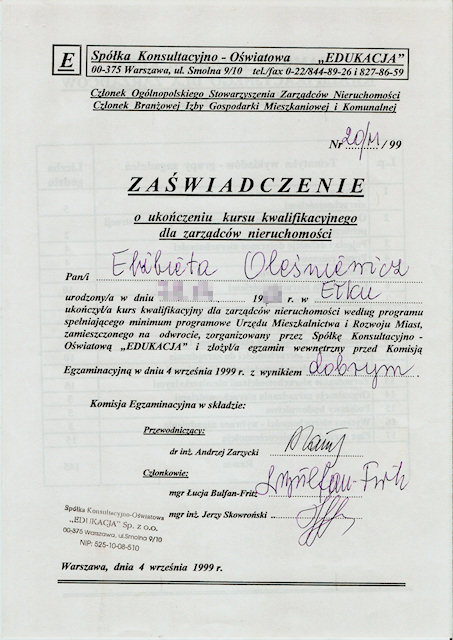 E
Spółka Konsultacyjno - Oświatowa „EDUKACJA”
00-375 Warszawa, ul. Smolna 9/10 tel./fax 0-22/844-89-26 i 827-86-59
Członek Ogólnopolskiego Stowarzyszenia Zarządców Nieruchomości
Członek Branżowej Izby Gospodarki Mieszkaniowej i Komunalnej
Nr 20/M / 99
ZAŚWIADCZENIE
o ukończeniu kursu kwalifikacyjnego
dla zarządców nieruchomości
Pan/i Elżbieta Oleśniewicz
urodzony/a w dniu 19 r. w Ełku
ukończył/a kurs kwalifikacyjny dla zarządców nieruchomości według programu
spełniającego minimum programowe Urzędu Mieszkalnictwa i Rozwoju Miast,
zamieszczonego na odwrocie, zorganizowany przez Spółkę Konsultacyjno -
Oświatową „EDUKACJA” i złożył/a egzamin wewnętrzny przed Komisją
Egzaminacyjną w dniu 4 września 1999 r. z wynikiem dobrym.
Komisja Egzaminacyjna w składzie:
Przewodniczący:
dr inż. Andrzej Zarzycki
Członkowie:
mgr Łucja Bulfan-Fritz
mgr inż. Jerzy Skowroński
Spółka Konsultacyjno-Oświatowa
„EDUKACJA” Sp. z o.o.
00-375 Warszawa, ul.Smolna 9/10
NIP: 525-10-08-510
Warszawa, dnia 4 września 1999 r.